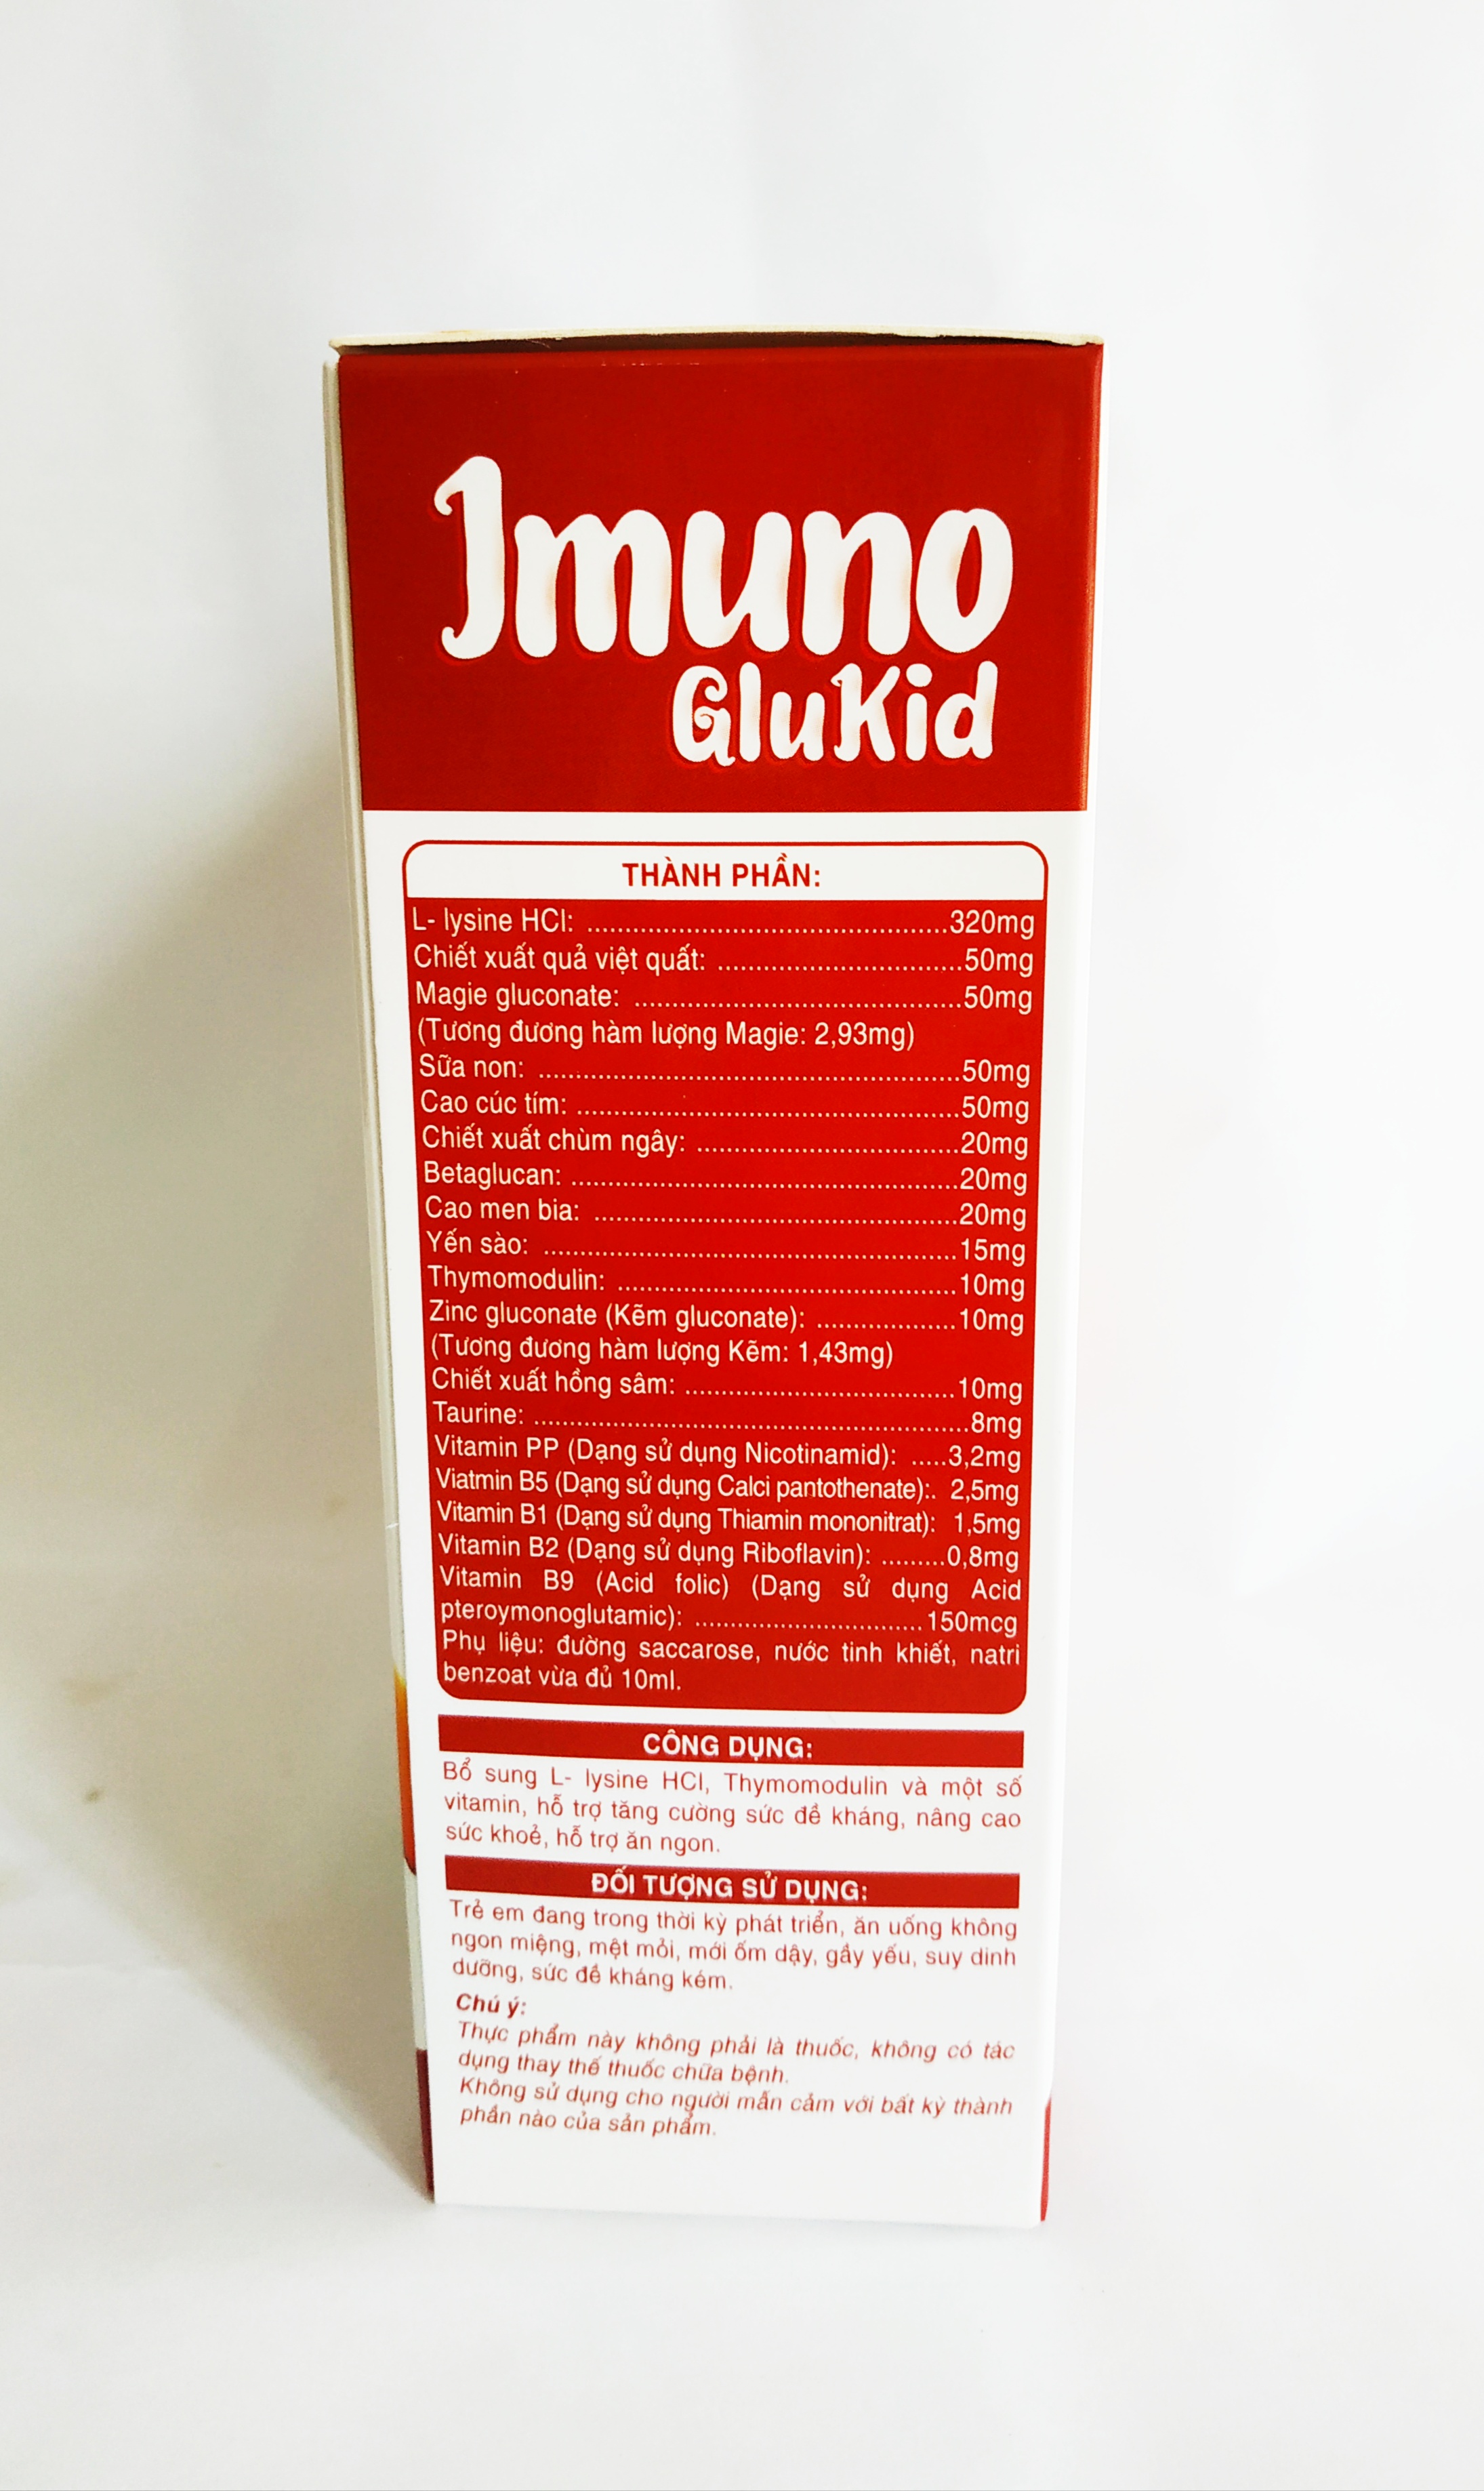 Imuno
GluKid
THÀNH PHẦN:
L- lysine HCl: ................................................320mg
Chiết xuất quả việt quất: ................................50mg
Magie gluconate: ...........................................50mg
(Tương đương hàm lượng Magie: 2,93mg)
Sữa non: ........................................................50mg
Cao cúc tím: ...................................................50mg
Chiết xuất chùm ngây: ...................................20mg
Betaglucan: ...................................................20mg
Cao men bia: ................................................20mg
Yến sào: .......................................................15mg
Thymomodulin: .............................................10mg
Zinc gluconate (Kẽm gluconate): ...................10mg
(Tương đương hàm lượng Kẽm: 1,43mg)
Chiết xuất hồng sâm: ....................................10mg
Taurine: ..........................................................8mg
Vitamin PP (Dạng sử dụng Nicotinamid): .....3,2mg
Viatmin B5 (Dạng sử dụng Calci pantothenate):. 2,5mg
Vitamin B1 (Dạng sử dụng Thiamin mononitrat): 1,5mg
Vitamin B2 (Dạng sử dụng Riboflavin): .........0,8mg
Vitamin B9 (Acid folic) (Dạng sử dụng Acid
pteroymonoglutamic): ................................150mcg
Phụ liệu: đường saccarose, nước tinh khiết, natri
benzoat vừa đủ 10ml.
CÔNG DỤNG:
Bổ sung L- lysine HCl, Thymomodulin và một số
vitamin, hỗ trợ tăng cường sức đề kháng, nâng cao
sức khoẻ, hỗ trợ ăn ngon.
ĐỐI TƯỢNG SỬ DỤNG:
Trẻ em đang trong thời kỳ phát triển, ăn uống không
ngon miệng, mệt mỏi, mới ốm dậy, gầy yếu, suy dinh
dưỡng, sức đề kháng kém.
Chú ý:
Thực phẩm này không phải là thuốc, không có tác
dụng thay thế thuốc chữa bệnh.
Không sử dụng cho người mẫn cảm với bất kỳ thành
phần nào của sản phẩm.